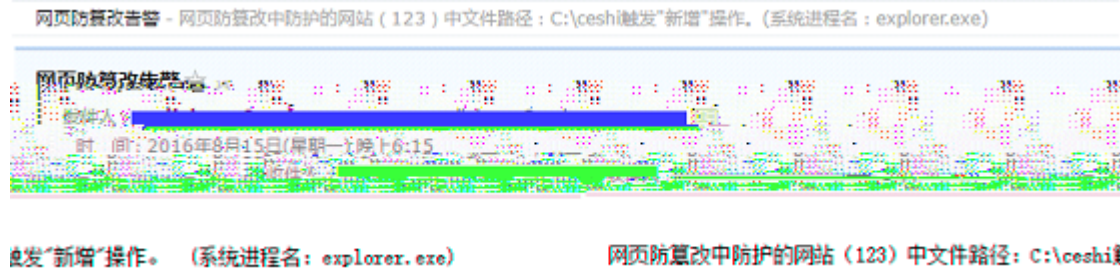 网页防篡改告警 - 网页防篡改中防护的网站（123）中文件路径：C:\ceshi触发"新增"操作。(系统进程名：explorer.exe)
网页防篡改告警
时 间：2016年8月15日(星期一) 晚上6:15
触发"新增"操作。 (系统进程名: explorer.exe) 网页防篡改中防护的网站（123）中文件路径: C:\ceshi